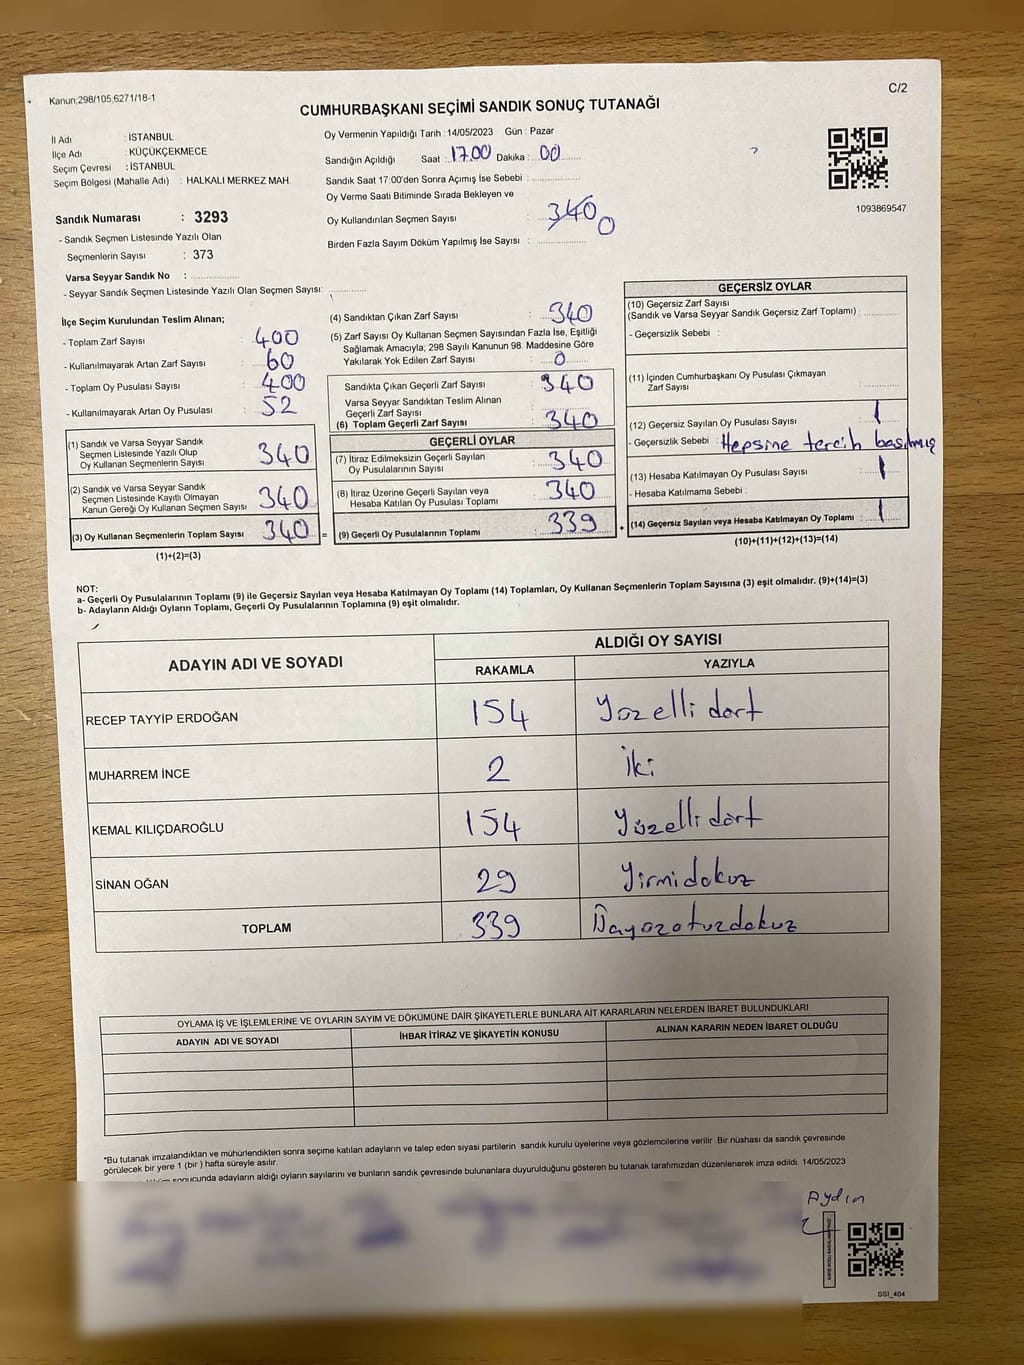 Kanun;298/105;6271/18-1
C/2
CUMHURBAŞKANI SEÇİMİ SANDIK SONUÇ TUTANAĞI
İl Adı : İSTANBUL
İlçe Adı : KÜÇÜKÇEKMECE
Seçim Çevresi : İSTANBUL
Seçim Bölgesi (Mahalle Adı) : HALKALI MERKEZ MAH.
Sandık Numarası : 3293
- Sandık Seçmen Listesinde Yazılı Olan
Seçmenlerin Sayısı : 373
Varsa Seyyar Sandık No : ..................
- Seyyar Sandık Seçmen Listesinde Yazılı Olan Seçmen Sayısı: ..............
Oy Vermenin Yapıldığı Tarih : 14/05/2023 Gün : Pazar
Sandığın Açıldığı Saat : 17.00 Dakika : 00
Sandık Saat 17:00'den Sonra Açımış İse Sebebi : ..................
Oy Verme Saati Bitiminde Sırada Bekleyen ve
Oy Kullandırılan Seçmen Sayısı : 340 0
Birden Fazla Sayım Döküm Yapılmış İse Sayısı : ..................
1093869547
İlçe Seçim Kurulundan Teslim Alınan;
- Toplam Zarf Sayısı : 400
- Kullanılmayarak Artan Zarf Sayısı : 60
- Toplam Oy Pusulası Sayısı : 400
- Kullanılmayarak Artan Oy Pusulası : 52
(1) Sandık ve Varsa Seyyar Sandık
Seçmen Listesinde Yazılı Olup
Oy Kullanan Seçmenlerin Sayısı : 340
(2) Sandık ve Varsa Seyyar Sandık
Seçmen Listesinde Kayıtlı Olmayan
Kanun Gereği Oy Kullanan Seçmen Sayısı : 340
(3) Oy Kullanan Seçmenlerin Toplam Sayısı : 340 =
(1)+(2)=(3)
(4) Sandıktan Çıkan Zarf Sayısı : 340
(5) Zarf Sayısı Oy Kullanan Seçmen Sayısından Fazla İse, Eşitliği
Sağlamak Amacıyla; 298 Sayılı Kanunun 98. Maddesine Göre
Yakılarak Yok Edilen Zarf Sayısı : 0
Sandıkta Çıkan Geçerli Zarf Sayısı : 340
Varsa Seyyar Sandıktan Teslim Alınan
Geçerli Zarf Sayısı : ..............
(6) Toplam Geçerli Zarf Sayısı : 340
GEÇERLİ OYLAR
(7) İtiraz Edilmeksizin Geçerli Sayılan
Oy Pusulalarının Sayısı : 340
(8) İtiraz Üzerine Geçerli Sayılan veya
Hesaba Katılan Oy Pusulası Toplamı : 340
(9) Geçerli Oy Pusulalarının Toplamı : 339 +
GEÇERSİZ OYLAR
(10) Geçersiz Zarf Sayısı
(Sandık ve Varsa Seyyar Sandık Geçersiz Zarf Toplamı) : ..............
- Geçersizlik Sebebi :
(11) İçinden Cumhurbaşkanı Oy Pusulası Çıkmayan
Zarf Sayısı : ..............
(12) Geçersiz Sayılan Oy Pusulası Sayısı : 1
- Geçersizlik Sebebi : Hepsine tercih basılmış
(13) Hesaba Katılmayan Oy Pusulası Sayısı : 1
- Hesaba Katılmama Sebebi :
(14) Geçersiz Sayılan veya Hesaba Katılmayan Oy Toplamı : 1
(10)+(11)+(12)+(13)=(14)
NOT:
a- Geçerli Oy Pusulalarının Toplamı (9) ile Geçersiz Sayılan veya Hesaba Katılmayan Oy Toplamı (14) Toplamları, Oy Kullanan Seçmenlerin Toplam Sayısına (3) eşit olmalıdır. (9)+(14)=(3)
b- Adayların Aldığı Oyların Toplamı, Geçerli Oy Pusulalarının Toplamına (9) eşit olmalıdır.
ADAYIN ADI VE SOYADI
ALDIĞI OY SAYISI
RAKAMLA YAZIYLA
RECEP TAYYİP ERDOĞAN 154 Yüzelli dört
MUHARREM İNCE 2 İki
KEMAL KILIÇDAROĞLU 154 Yüzelli dört
SİNAN OĞAN 29 Yirmidokuz
TOPLAM 339 Üçyüzotuzdokuz
OYLAMA İŞ VE İŞLEMLERİNE VE OYLARIN SAYIM VE DÖKÜMÜNE DAİR ŞİKAYETLERLE BUNLARA AİT KARARLARIN NELERDEN İBARET BULUNDUKLARI
ADAYIN ADI VE SOYADI İHBAR İTİRAZ VE ŞİKAYETİN KONUSU ALINAN KARARIN NEDEN İBARET OLDUĞU
*Bu tutanak imzalandıktan ve mühürlendikten sonra seçime katılan adayların ve talep eden siyasi partilerin sandık kurulu üyelerine veya gözlemcilerine verilir. Bir nüshası da sandık çevresinde
görülecek bir yere 1 (bir ) hafta süreyle asılır.
sonucunda adayların aldığı oyların sayılarını ve bunların sandık çevresinde bulunanlara duyurulduğunu gösteren bu tutanak tarafımızdan düzenlenerek imza edildi. 14/05/2023
Aydın
SSI_404